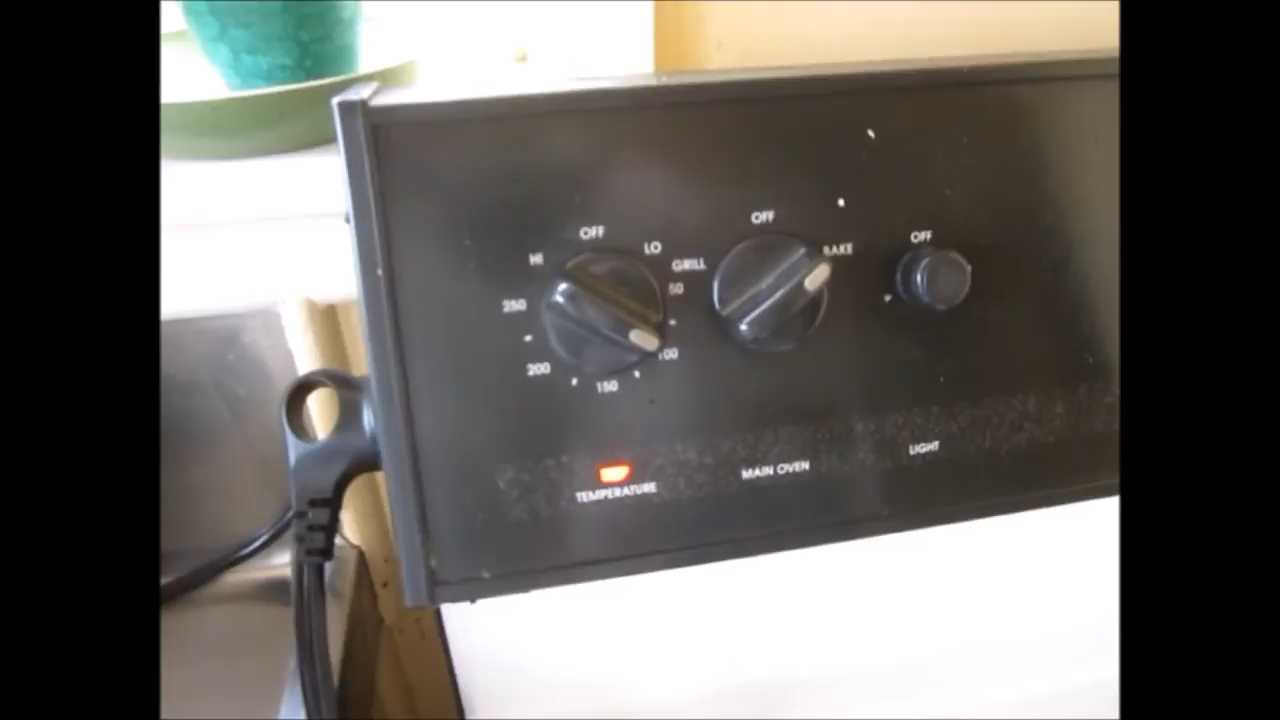 OFF
HI
LO
GRILL
250
50
200
100
150
TEMPERATURE
OFF
BAKE
MAIN OVEN
OFF
LIGHT